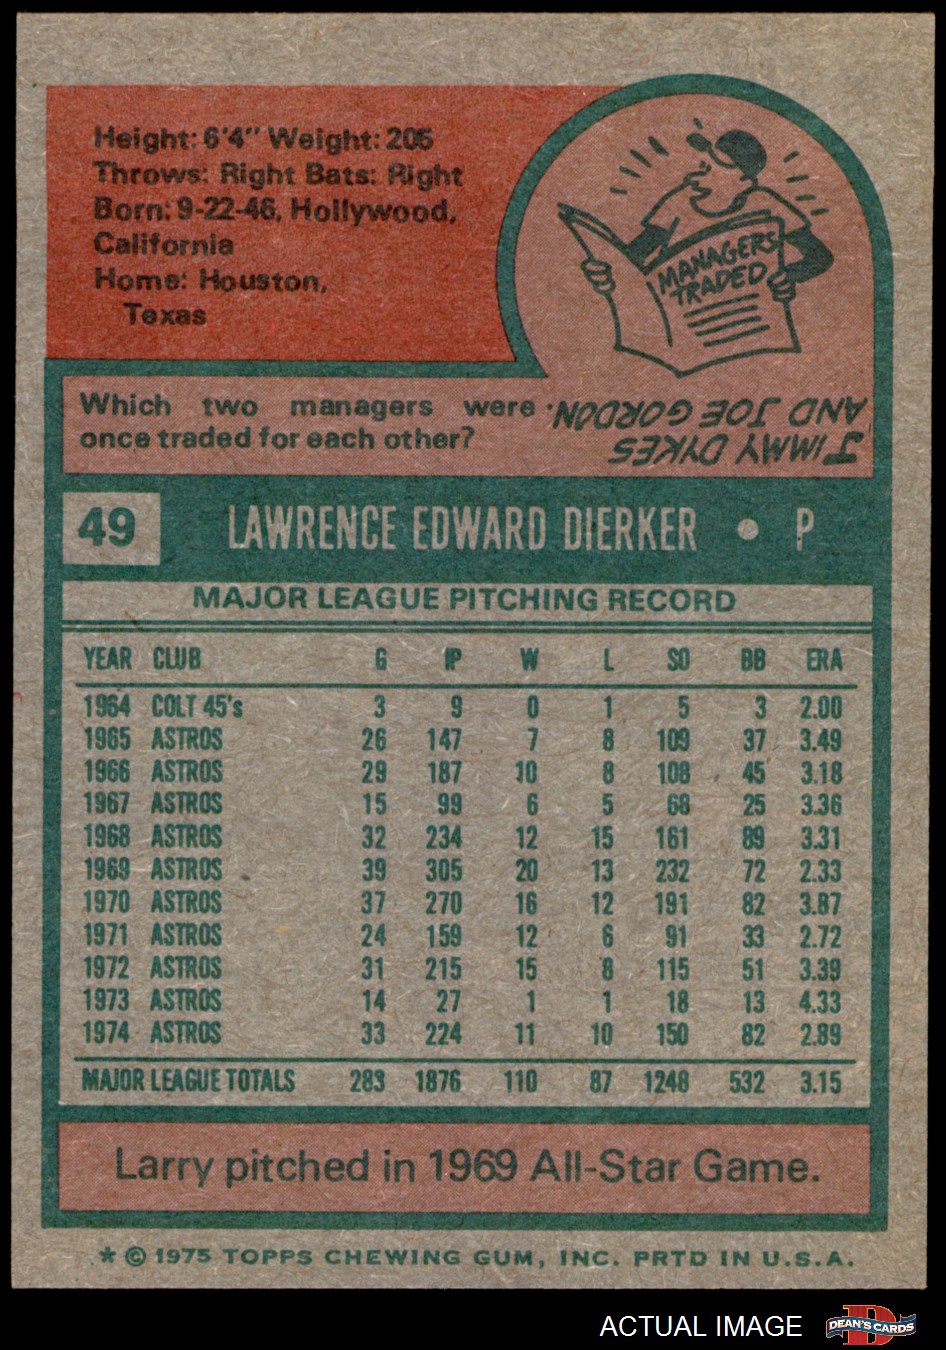 Height: 6'4" Weight: 205
Throws: Right Bats: Right
Born: 9-22-46, Hollywood,
California
Home: Houston,
Texas
MANAGERS
TRADED
Which two managers were
once traded for each other?
JIMMY DYKES
AND JOE GORDON.
49 LAWRENCE EDWARD DIERKER • P
MAJOR LEAGUE PITCHING RECORD
YEAR CLUB G IP W L SO BB ERA
1964 COLT 45's 3 9 0 1 5 3 2.00
1965 ASTROS 26 147 7 8 109 37 3.49
1966 ASTROS 29 187 10 8 108 45 3.18
1967 ASTROS 15 99 6 5 68 25 3.36
1968 ASTROS 32 234 12 15 161 89 3.31
1969 ASTROS 39 305 20 13 232 72 2.33
1970 ASTROS 37 270 16 12 191 82 3.87
1971 ASTROS 24 159 12 6 91 33 2.72
1972 ASTROS 31 215 15 8 115 51 3.39
1973 ASTROS 14 27 1 1 18 13 4.33
1974 ASTROS 33 224 11 10 150 82 2.89
MAJOR LEAGUE TOTALS 283 1876 110 87 1248 532 3.15
Larry pitched in 1969 All-Star Game.
* © 1975 TOPPS CHEWING GUM, INC. PRTD IN U.S.A.
ACTUAL IMAGE
D
DEAN'S CARDS